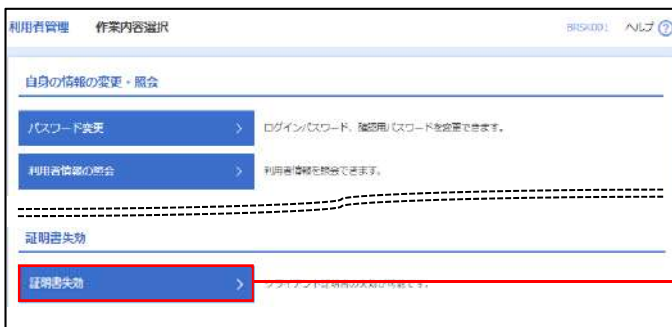 利用者管理 作業内容選択 BRSK001 ヘルプ ?
自身の情報の変更・照会
パスワード変更 > ログインパスワード、確認用パスワードを変更できます。
利用者情報の照会 > 利用者情報を照会できます。
証明書失効
証明書失効 >